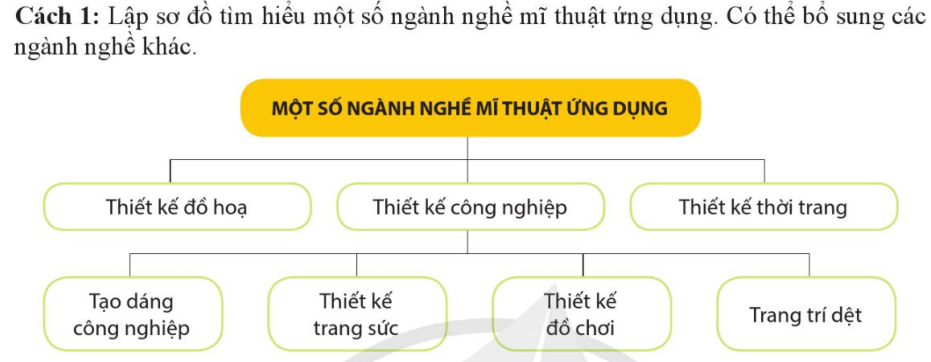 Cách 1: Lập sơ đồ tìm hiểu một số ngành nghề mĩ thuật ứng dụng. Có thể bổ sung các
ngành nghề khác.
MỘT SỐ NGÀNH NGHỀ MĨ THUẬT ỨNG DỤNG
Thiết kế đồ hoạ
Thiết kế công nghiệp
Thiết kế thời trang
Tạo dáng
công nghiệp
Thiết kế
trang sức
Thiết kế
đồ chơi
Trang trí dệt